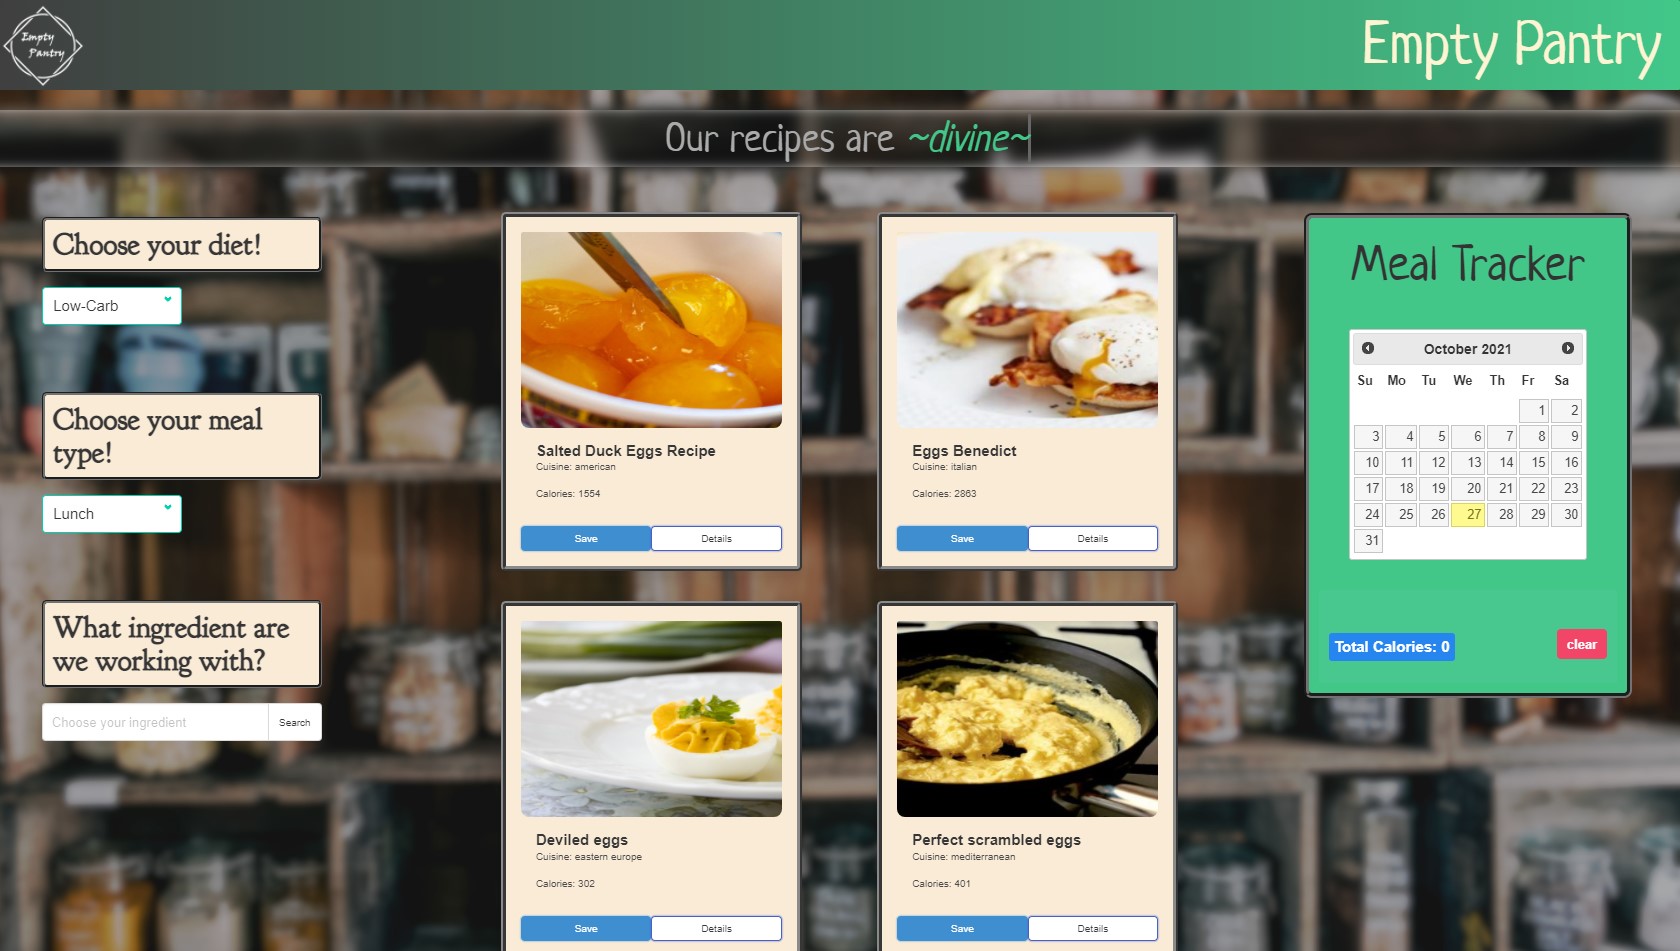 Empty
Pantry
Empty Pantry
Our recipes are ~divine~
Choose your diet!
Low-Carb
Choose your meal
type!
Lunch
What ingredient are
we working with?
Choose your ingredient
Search
Salted Duck Eggs Recipe
Cuisine: american
Calories: 1554
Save
Details
Eggs Benedict
Cuisine: italian
Calories: 2863
Save
Details
Deviled eggs
Cuisine: eastern europe
Calories: 302
Save
Details
Perfect scrambled eggs
Cuisine: mediterranean
Calories: 401
Save
Details
Meal Tracker
October 2021
Su Mo Tu We Th Fr Sa
1 2
3 4 5 6 7 8 9
10 11 12 13 14 15 16
17 18 19 20 21 22 23
24 25 26 27 28 29 30
31
Total Calories: 0
clear